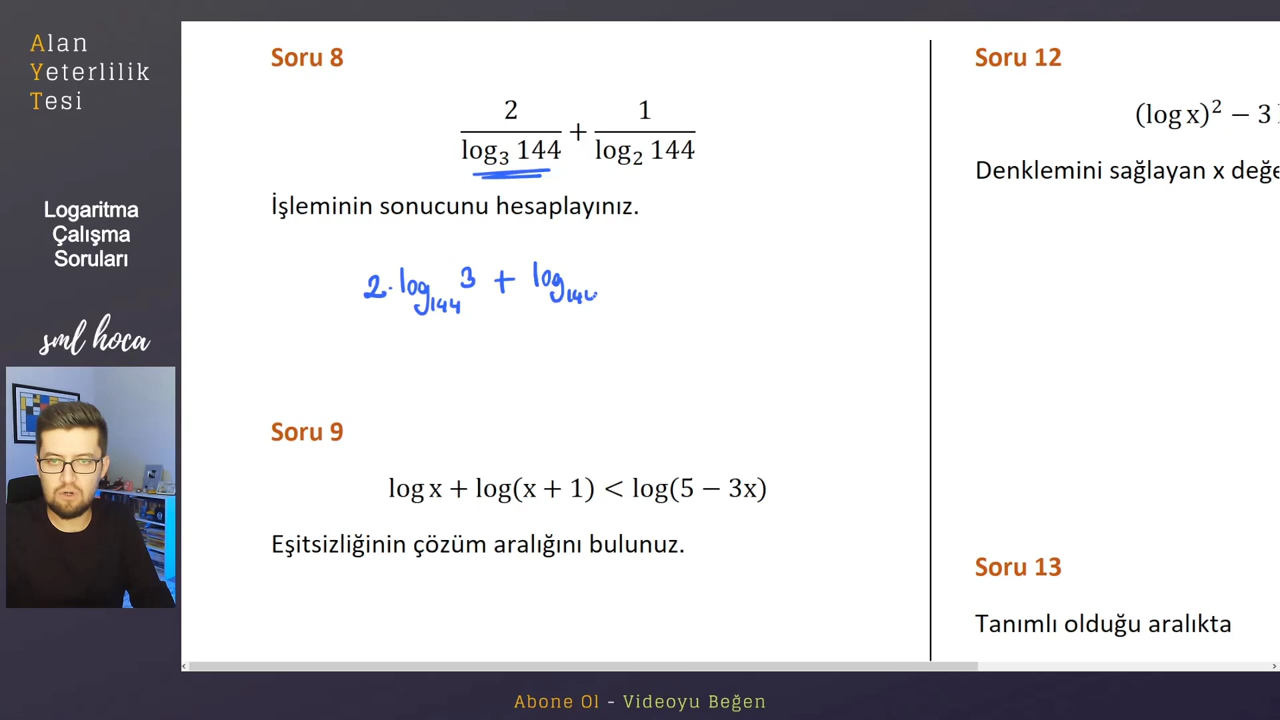 Alan
Yeterlilik
Tesi
Logaritma
Çalışma
Soruları
sml hoca
Soru 8
2/(log₃ 144) + 1/(log₂ 144)
İşleminin sonucunu hesaplayınız.
2·log₁₄₄ 3 + log₁₄
Soru 9
log x + log(x + 1) < log(5 − 3x)
Eşitsizliğinin çözüm aralığını bulunuz.
Soru 12
(log x)² − 3
Denklemini sağlayan x değe
Soru 13
Tanımlı olduğu aralıkta
Abone Ol - Videoyu Beğen